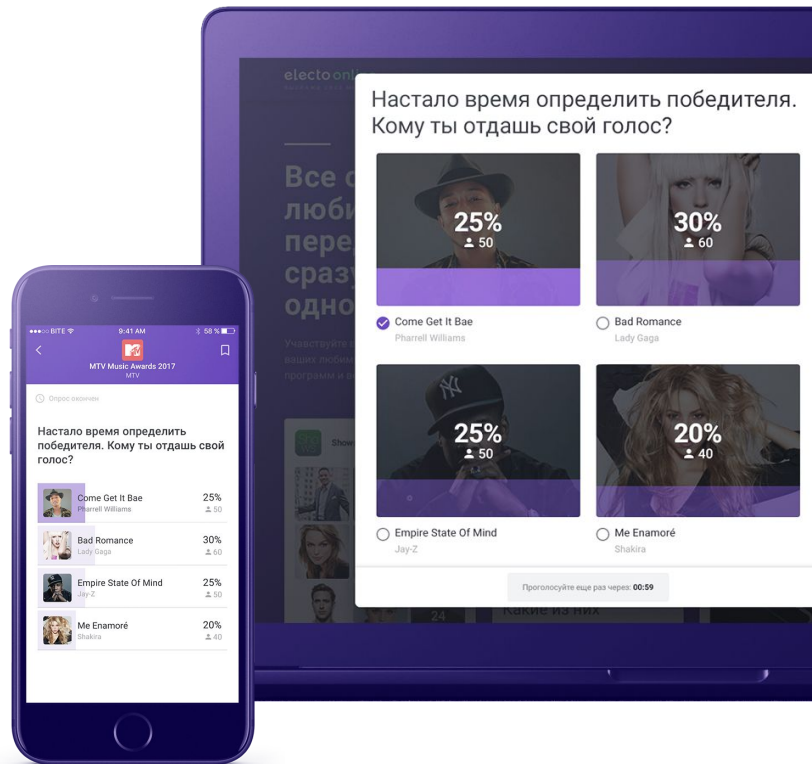 electo onl
Настало время определить победителя.
Кому ты отдашь свой голос?
Все
люби
пере
сразу
одно
25%
50
30%
60
Come Get It Bae
Pharrell Williams
Bad Romance
Lady Gaga
25%
50
20%
40
Empire State Of Mind
Jay-Z
Me Enamoré
Shakira
Проголосуйте еще раз через: 00:59
Show
24
Какие из них
BITE
9:41 AM
58 %
MTV Music Awards 2017
MTV
Опрос окончен
Настало время определить
победителя. Кому ты отдашь свой
голос?
Come Get It Bae
25%
Pharrell Williams
50
Bad Romance
30%
Lady Gaga
60
Empire State Of Mind
25%
Jay-Z
50
Me Enamoré
20%
Shakira
40